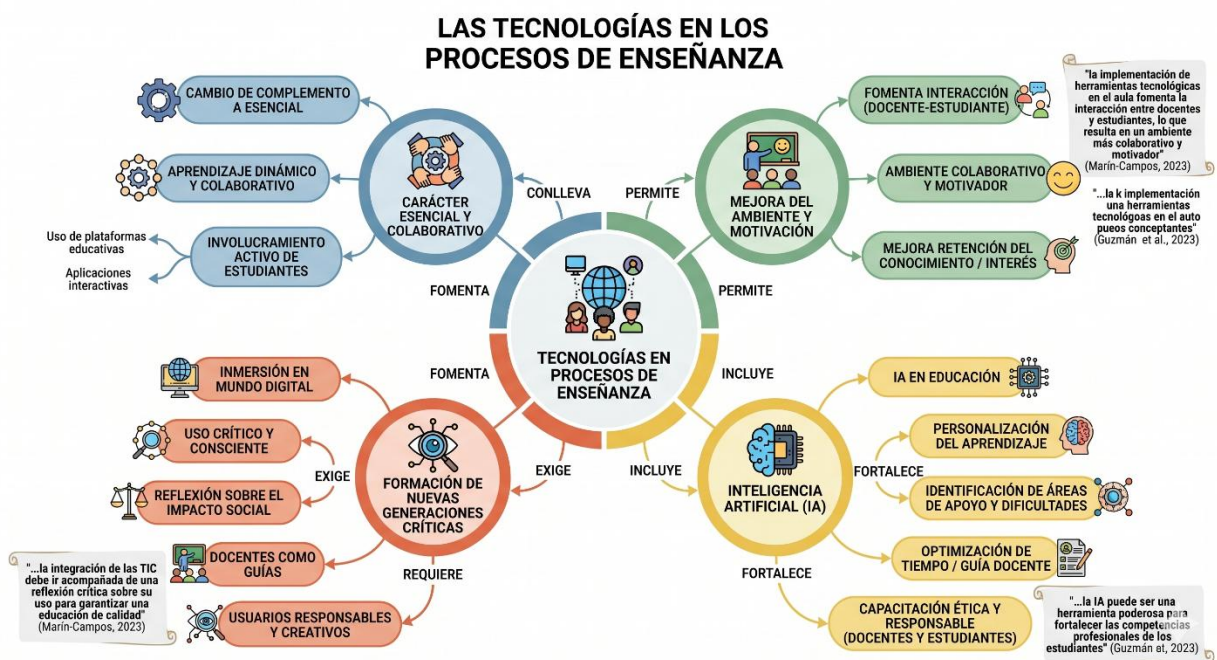 LAS TECNOLOGÍAS EN LOS
PROCESOS DE ENSEÑANZA
CAMBIO DE COMPLEMENTO
A ESENCIAL
APRENDIZAJE DINÁMICO
Y COLABORATIVO
INVOLUCRAMIENTO
ACTIVO DE
ESTUDIANTES
Uso de plataformas
educativas
Aplicaciones
interactivas
CARÁCTER
ESENCIAL Y
COLABORATIVO
CONLLEVA
FOMENTA
PERMITE
PERMITE
MEJORA DEL
AMBIENTE Y
MOTIVACIÓN
FOMENTA INTERACCIÓN
(DOCENTE-ESTUDIANTE)
AMBIENTE COLABORATIVO
Y MOTIVADOR
MEJORA RETENCIÓN DEL
CONOCIMIENTO / INTERÉS
"la implementación de
herramientas tecnológicas
en el aula fomenta la
interacción entre docentes
y estudiantes, lo que
resulta en un ambiente
más colaborativo y
motivador"
(Marín-Campos, 2023)
"...la k implementación
una herramientas
tecnológoas en el auto
pueos conceptantes"
(Guzmán et al., 2023)
TECNOLOGÍAS EN
PROCESOS DE
ENSEÑANZA
FOMENTA
EXIGE
INCLUYE
INCLUYE
INMERSIÓN EN
MUNDO DIGITAL
USO CRÍTICO Y
CONSCIENTE
EXIGE
REFLEXIÓN SOBRE EL
IMPACTO SOCIAL
DOCENTES COMO
GUÍAS
USUARIOS RESPONSABLES
Y CREATIVOS
FORMACIÓN DE
NUEVAS
GENERACIONES
CRÍTICAS
REQUIERE
"...la integración de las TIC
debe ir acompañada de una
reflexión crítica sobre su
uso para garantizar una
educación de calidad"
(Marín-Campos, 2023)
INTELIGENCIA
ARTIFICIAL (IA)
IA EN EDUCACIÓN
PERSONALIZACIÓN
DEL APRENDIZAJE
FORTALECE
IDENTIFICACIÓN DE ÁREAS
DE APOYO Y DIFICULTADES
OPTIMIZACIÓN DE
TIEMPO / GUÍA DOCENTE
FORTALECE
CAPACITACIÓN ÉTICA Y
RESPONSABLE
(DOCENTES Y ESTUDIANTES)
"...la IA puede ser una
herramienta poderosa para
fortalecer las competencias
profesionales de los
estudiantes" (Guzmán et, 2023)